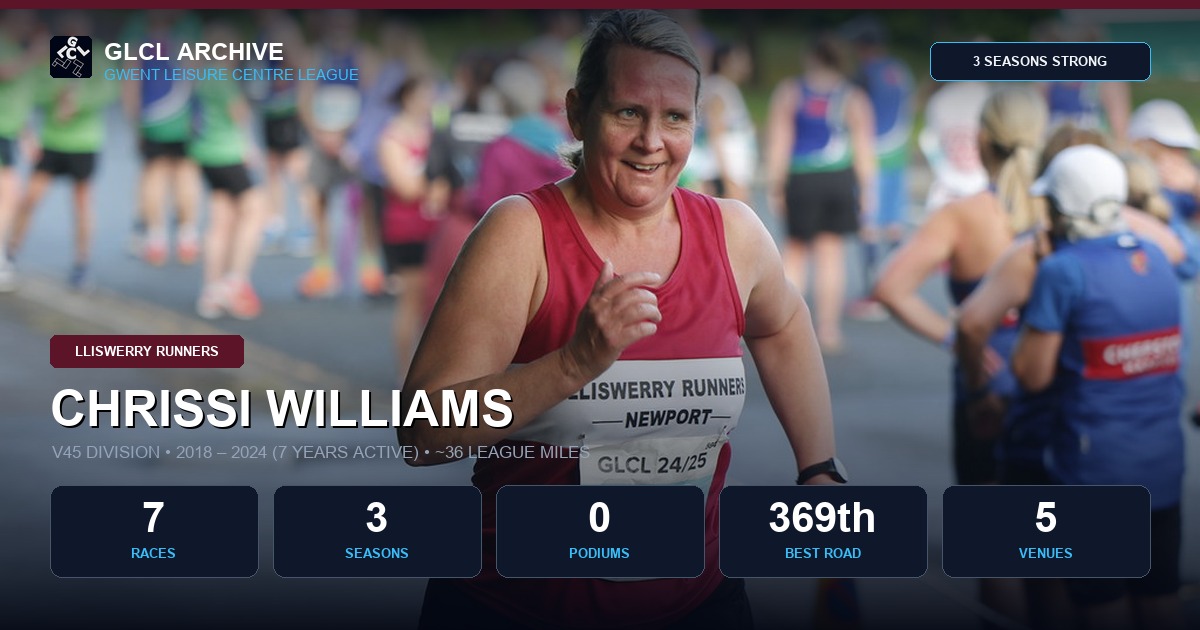 GLCL ARCHIVE
GWENT LEISURE CENTRE LEAGUE
3 SEASONS STRONG
LLISWERRY RUNNERS
CHRISSI WILLIAMS
V45 DIVISION • 2018 – 2024 (7 YEARS ACTIVE) • ~36 LEAGUE MILES
LLISWERRY RUNNERS
—NEWPORT—
GLCL 24/25
7
RACES
3
SEASONS
0
PODIUMS
369th
BEST ROAD
5
VENUES